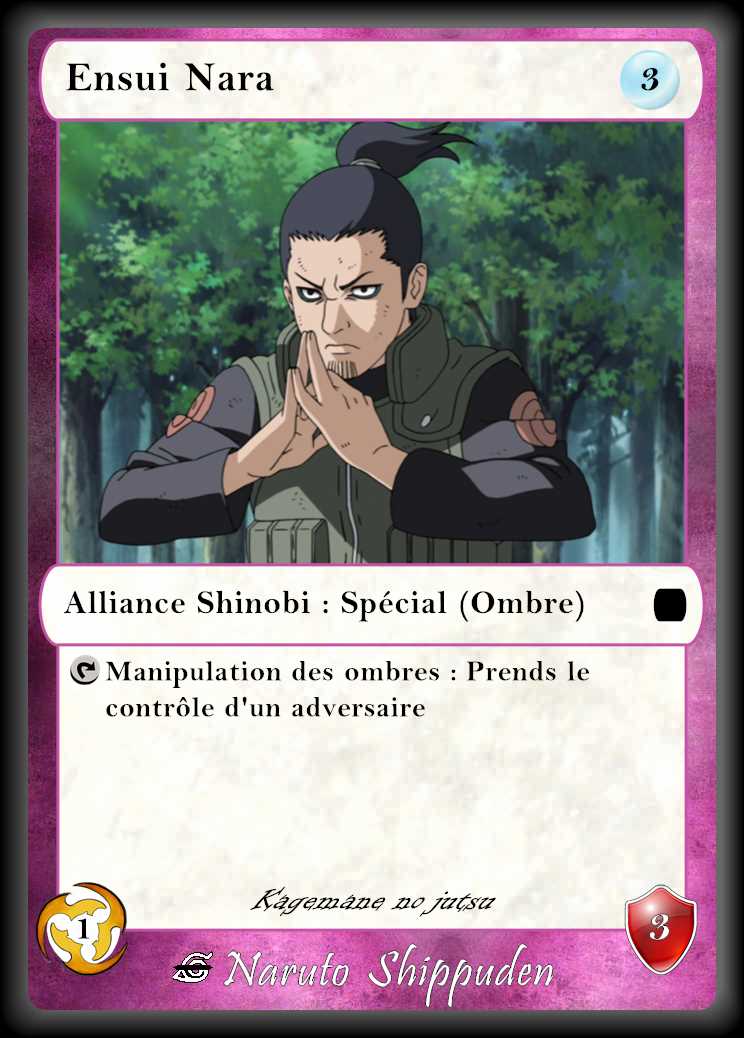 Ensui Nara 3
Alliance Shinobi : Spécial (Ombre)
Manipulation des ombres : Prends le
contrôle d'un adversaire
Kagemane no jutsu
1 3
Naruto Shippuden